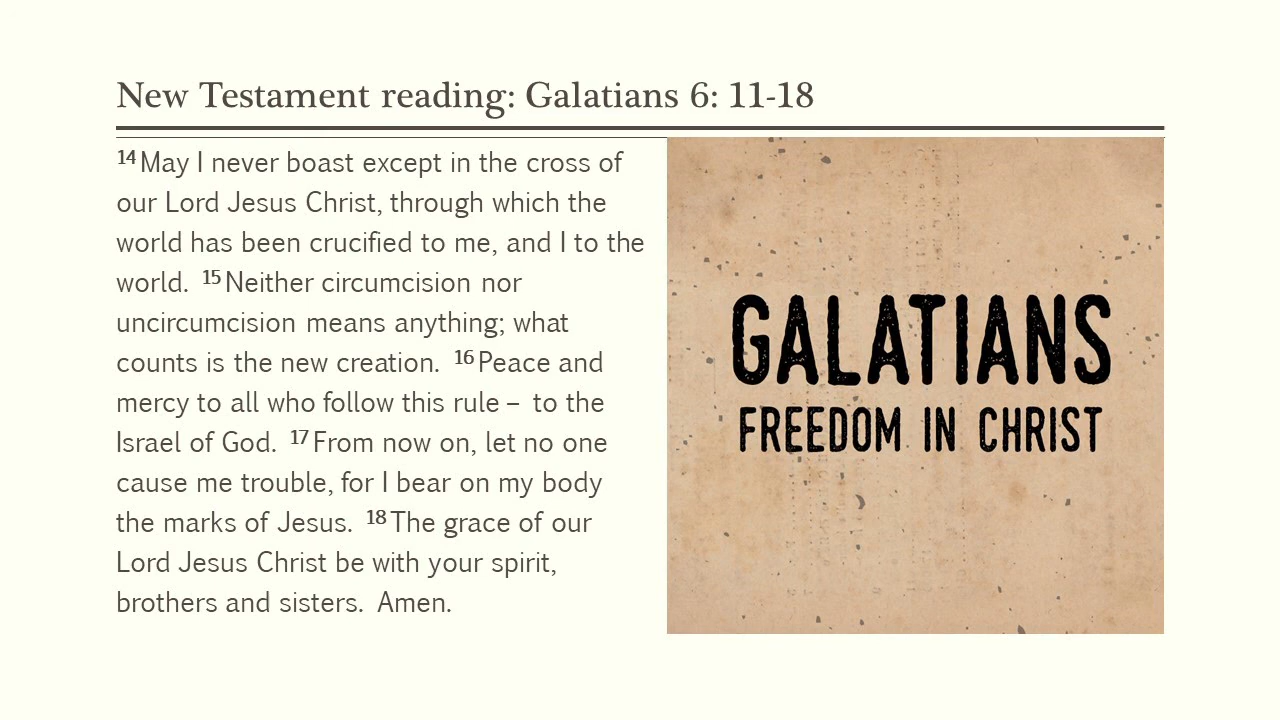 New Testament reading: Galatians 6: 11-18
14 May I never boast except in the cross of
our Lord Jesus Christ, through which the
world has been crucified to me, and I to the
world. 15 Neither circumcision nor
uncircumcision means anything; what
counts is the new creation. 16 Peace and
mercy to all who follow this rule – to the
Israel of God. 17 From now on, let no one
cause me trouble, for I bear on my body
the marks of Jesus. 18 The grace of our
Lord Jesus Christ be with your spirit,
brothers and sisters. Amen.
GALATIANS
FREEDOM IN CHRIST